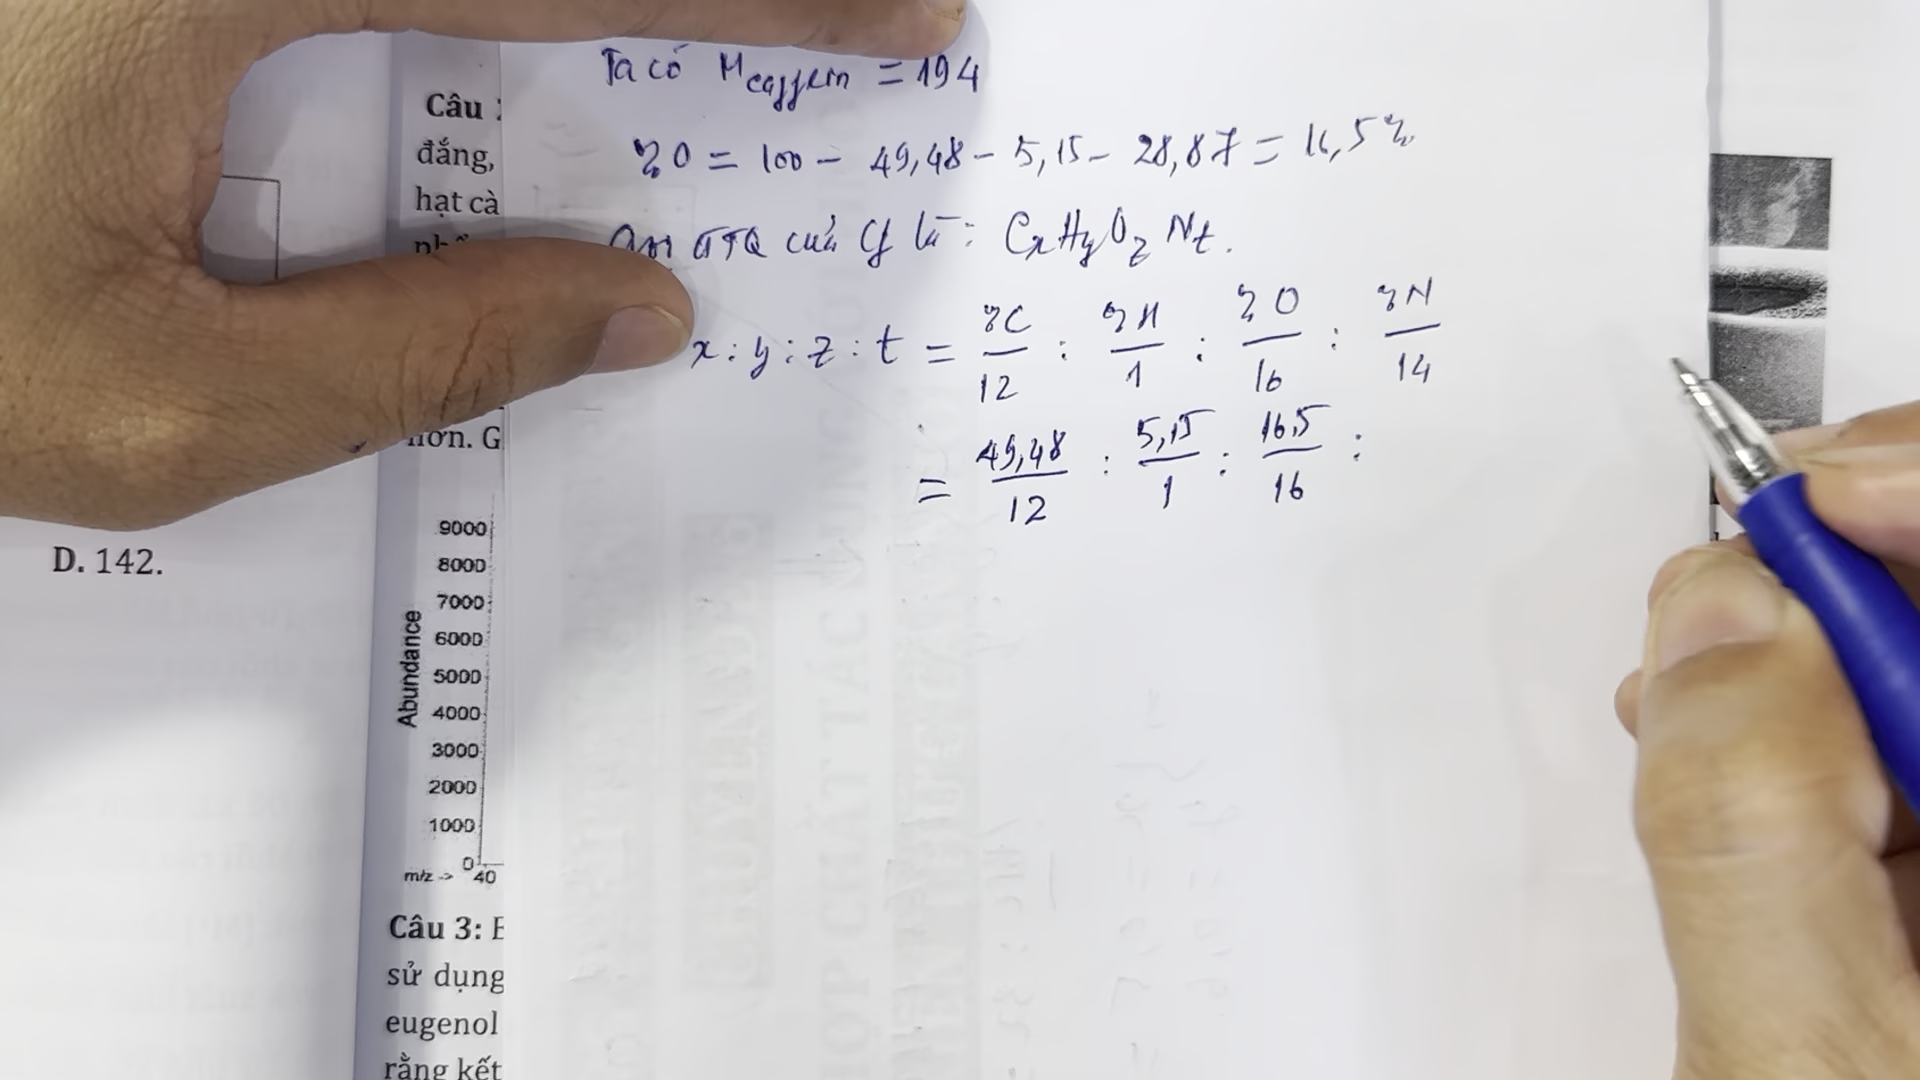 Ta có M caffein = 194
%O = 100 - 49,48 - 5,15 - 28,87 = 16,5%
CTTQ của Cf là: CxHyOzNt.
x : y : z : t = %C/12 : %H/1 : %O/16 : %N/14
= 49,48/12 : 5,15/1 : 16,5/16 :
Câu
đắng,
hạt cà
hơn. G
D. 142.
Abundance
9000
8000
7000
6000
5000
4000
3000
2000
1000
0
m/z -> 40
Câu 3: E
sử dụng
eugenol
rằng kết